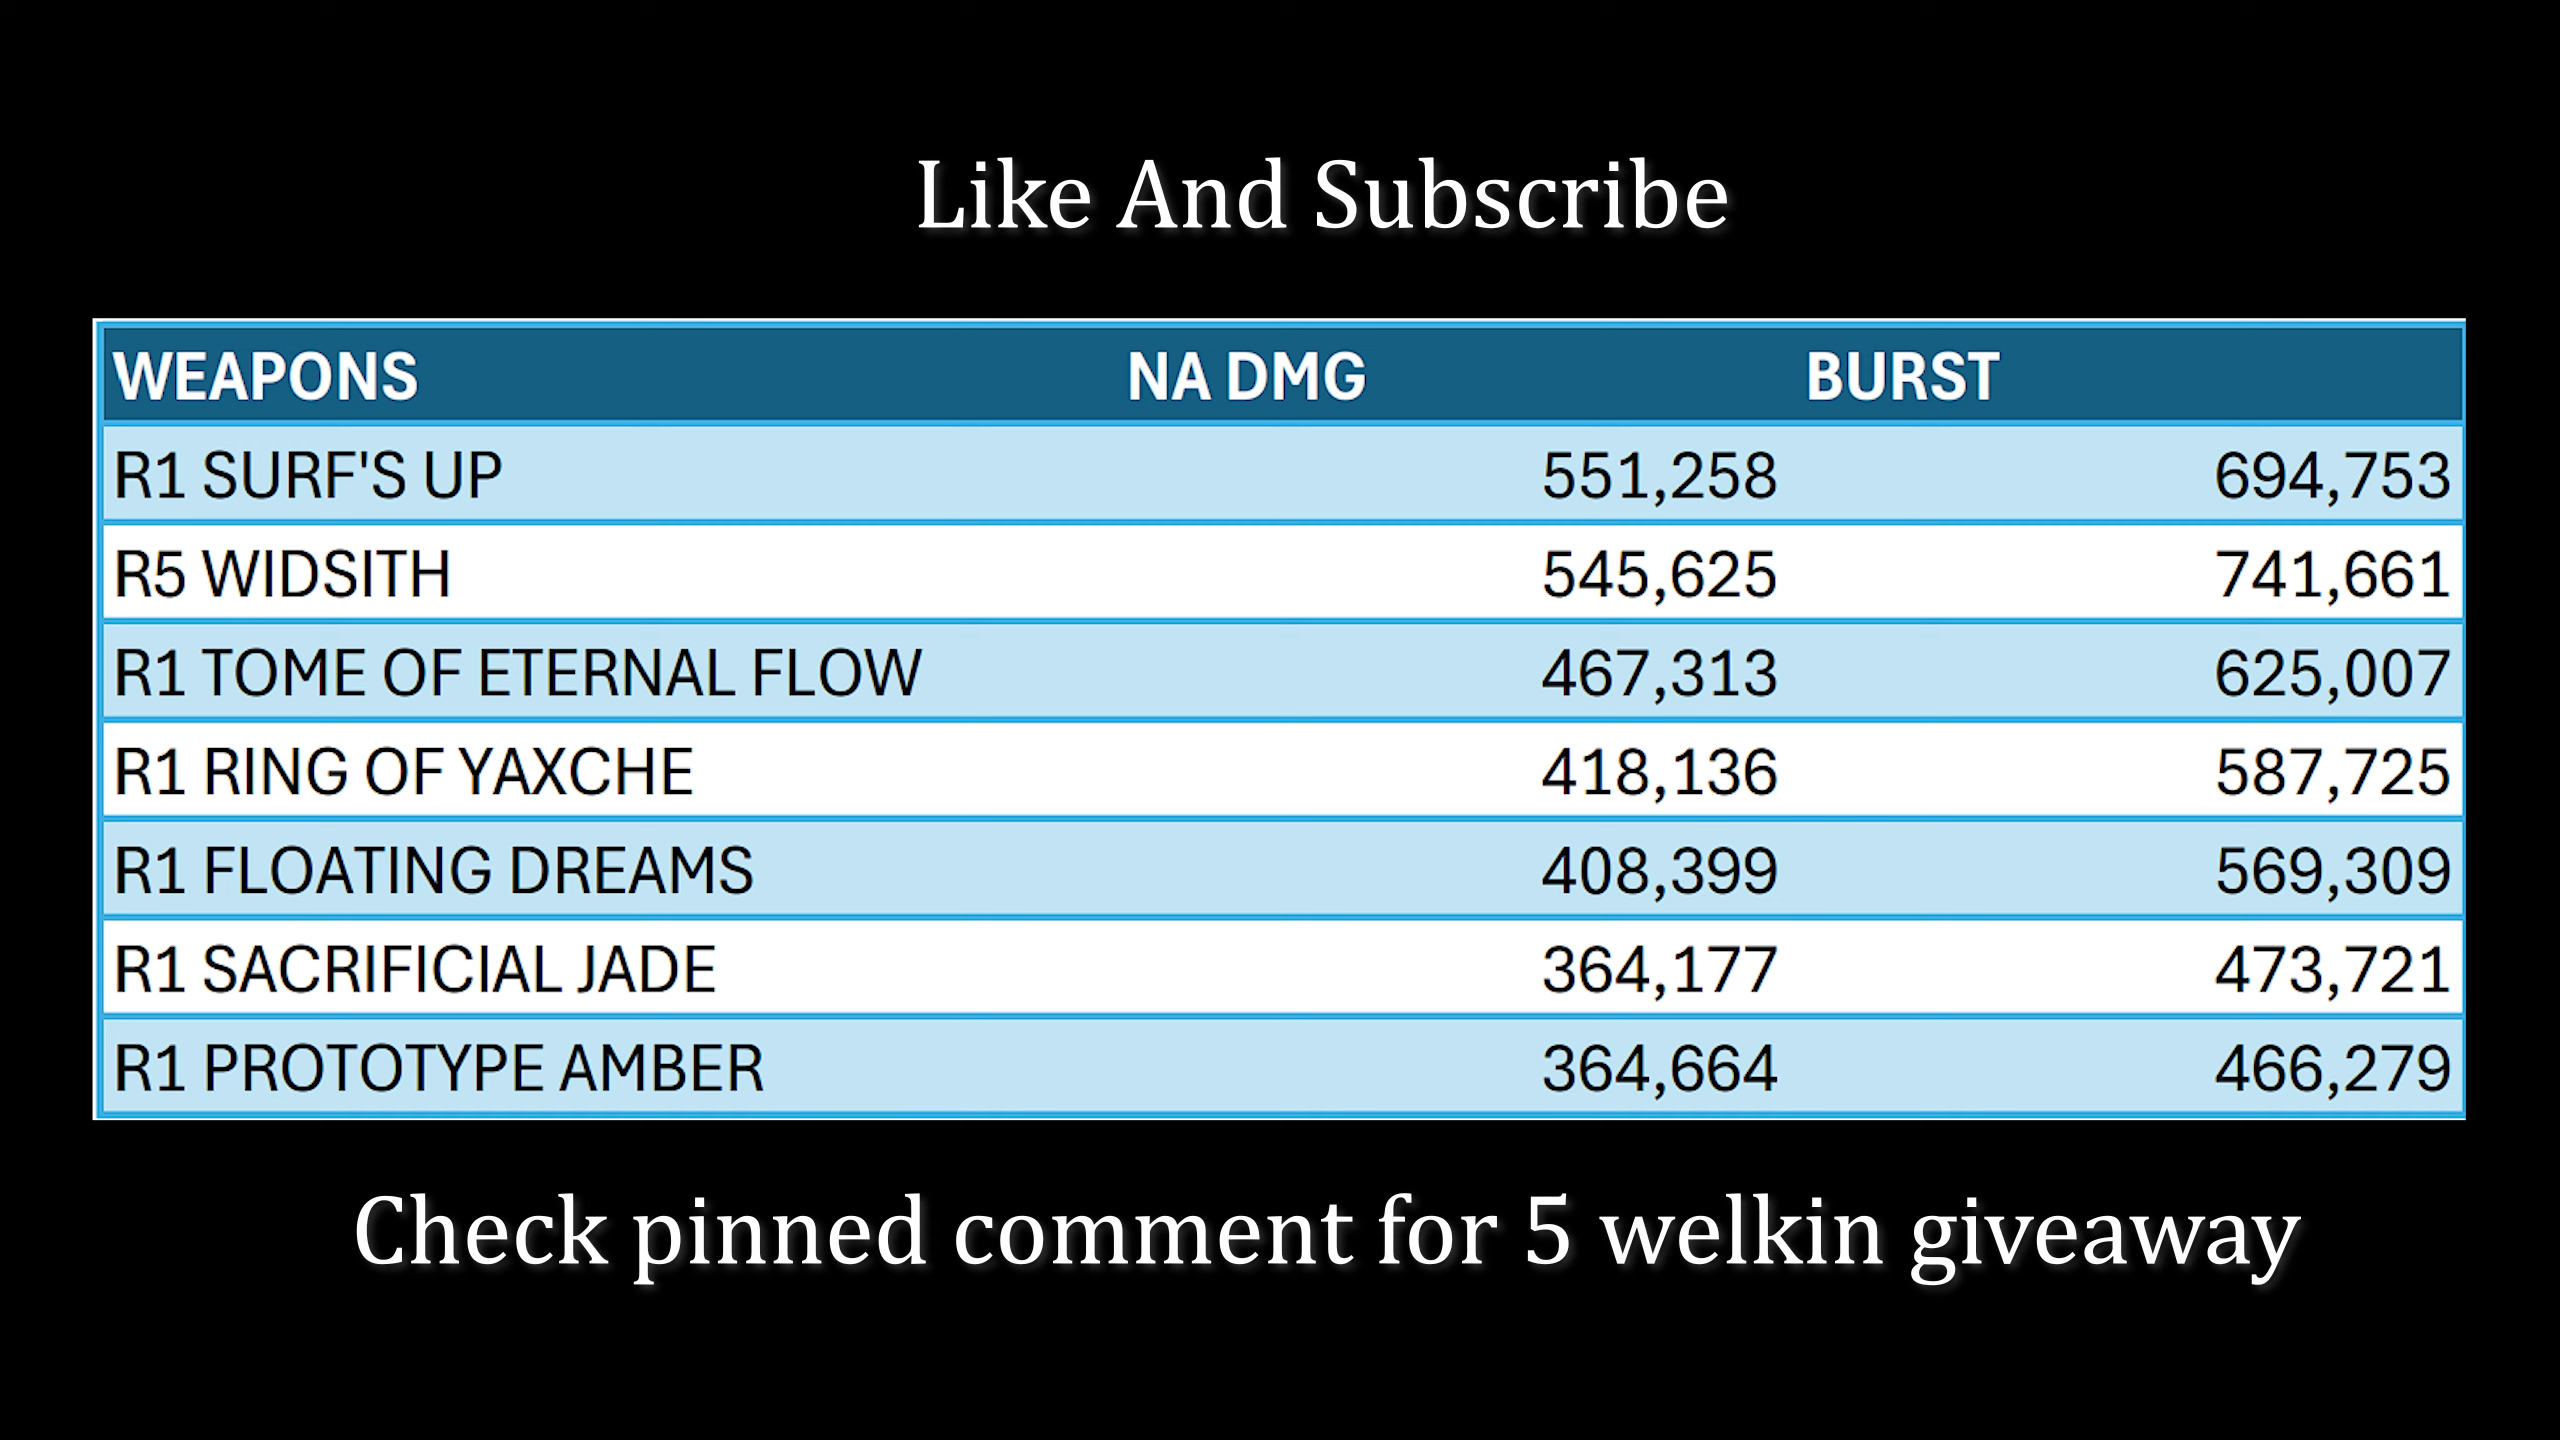 Like And Subscribe
WEAPONS NA DMG BURST
R1 SURF'S UP 551,258 694,753
R5 WIDSITH 545,625 741,661
R1 TOME OF ETERNAL FLOW 467,313 625,007
R1 RING OF YAXCHE 418,136 587,725
R1 FLOATING DREAMS 408,399 569,309
R1 SACRIFICIAL JADE 364,177 473,721
R1 PROTOTYPE AMBER 364,664 466,279
Check pinned comment for 5 welkin giveaway